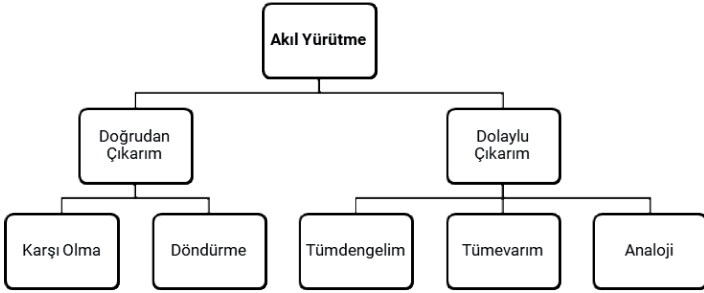 Akıl Yürütme
Doğrudan
Çıkarım
Dolaylu
Çıkarım
Karşı Olma
Döndürme
Tümdengelim
Tümevarım
Analoji